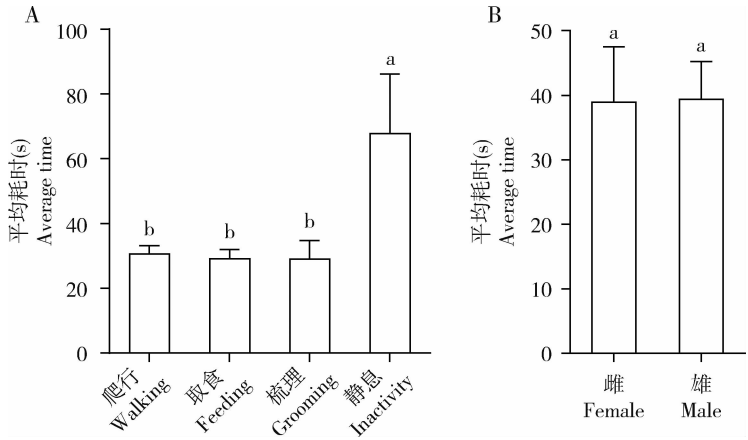 A
平均耗时(s)
Average time
100
80
60
40
20
0
b
b
b
a
爬行
Walking
取食
Feeding
梳理
Grooming
静息
Inactivity
B
平均耗时(s)
Average time
50
40
30
20
10
0
a
a
雌
Female
雄
Male